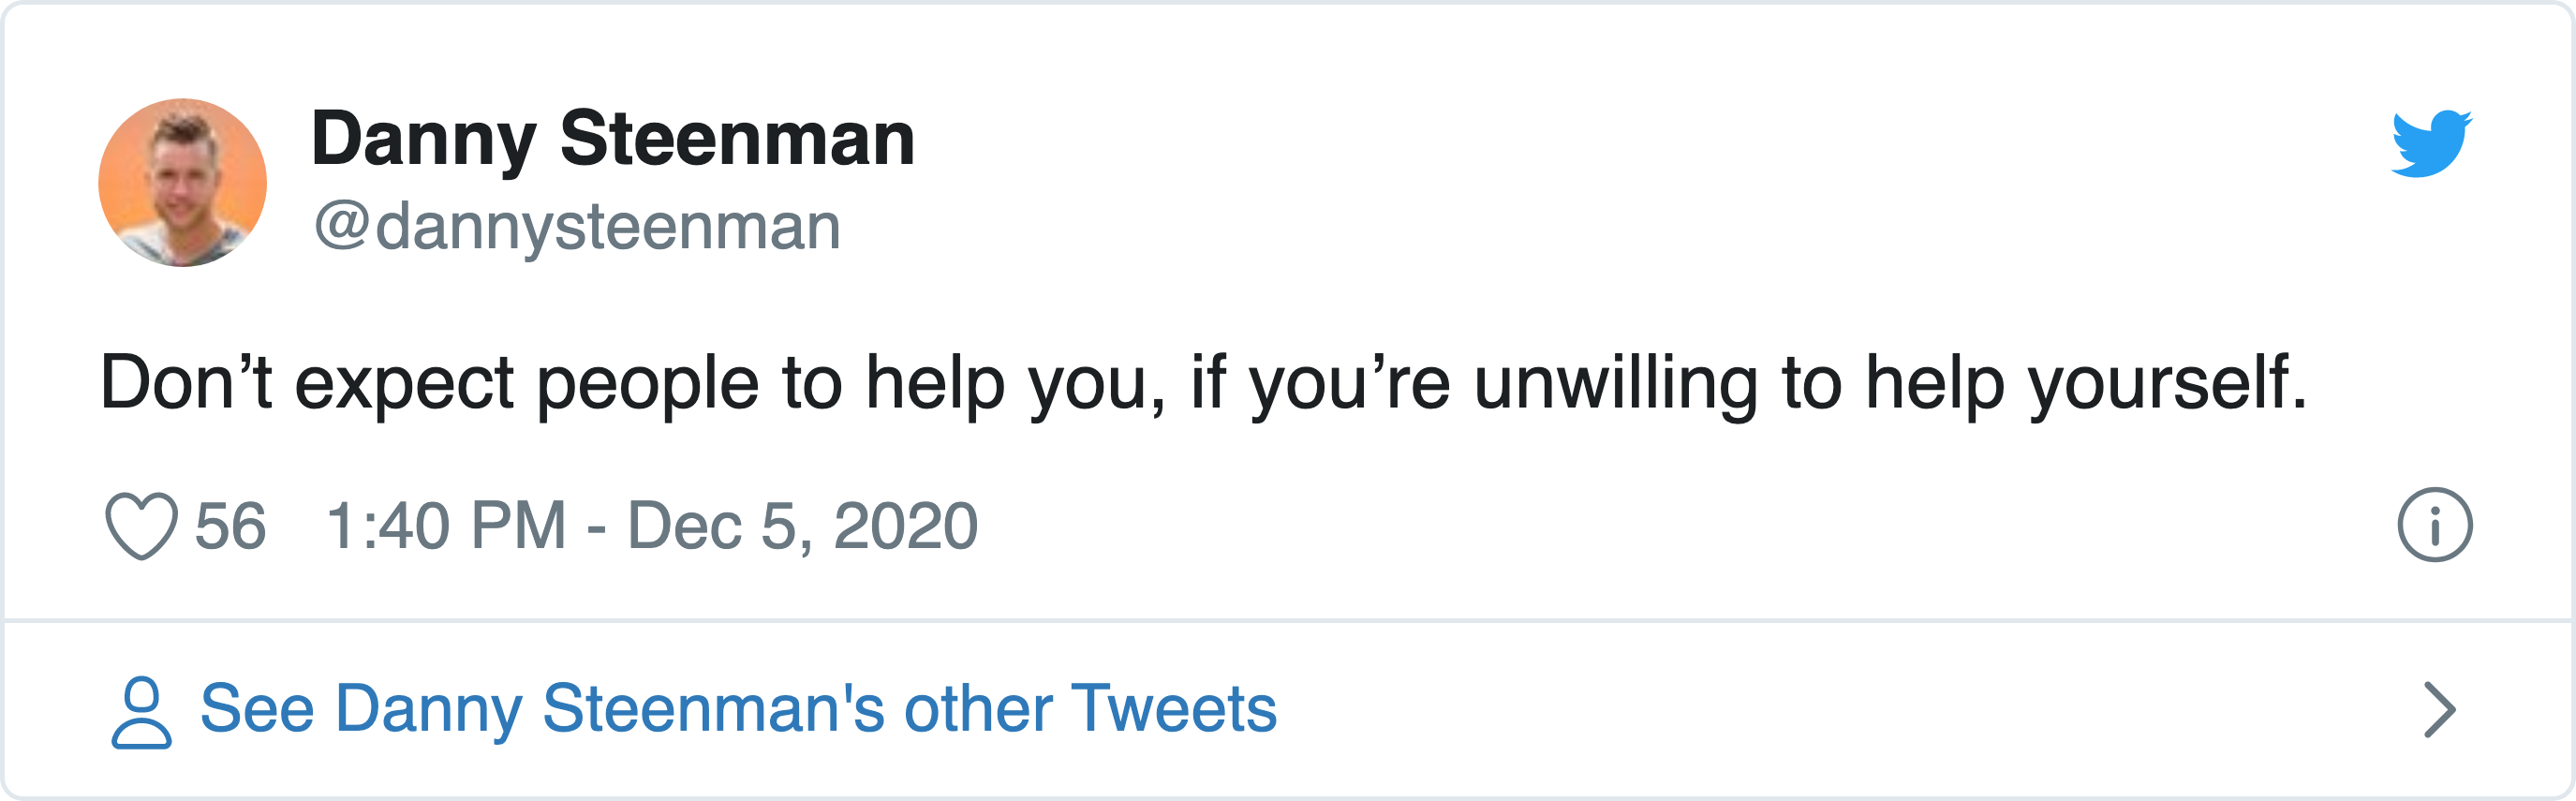 Danny Steenman
@dannysteenman
Don’t expect people to help you, if you’re unwilling to help yourself.
56 1:40 PM - Dec 5, 2020
See Danny Steenman's other Tweets